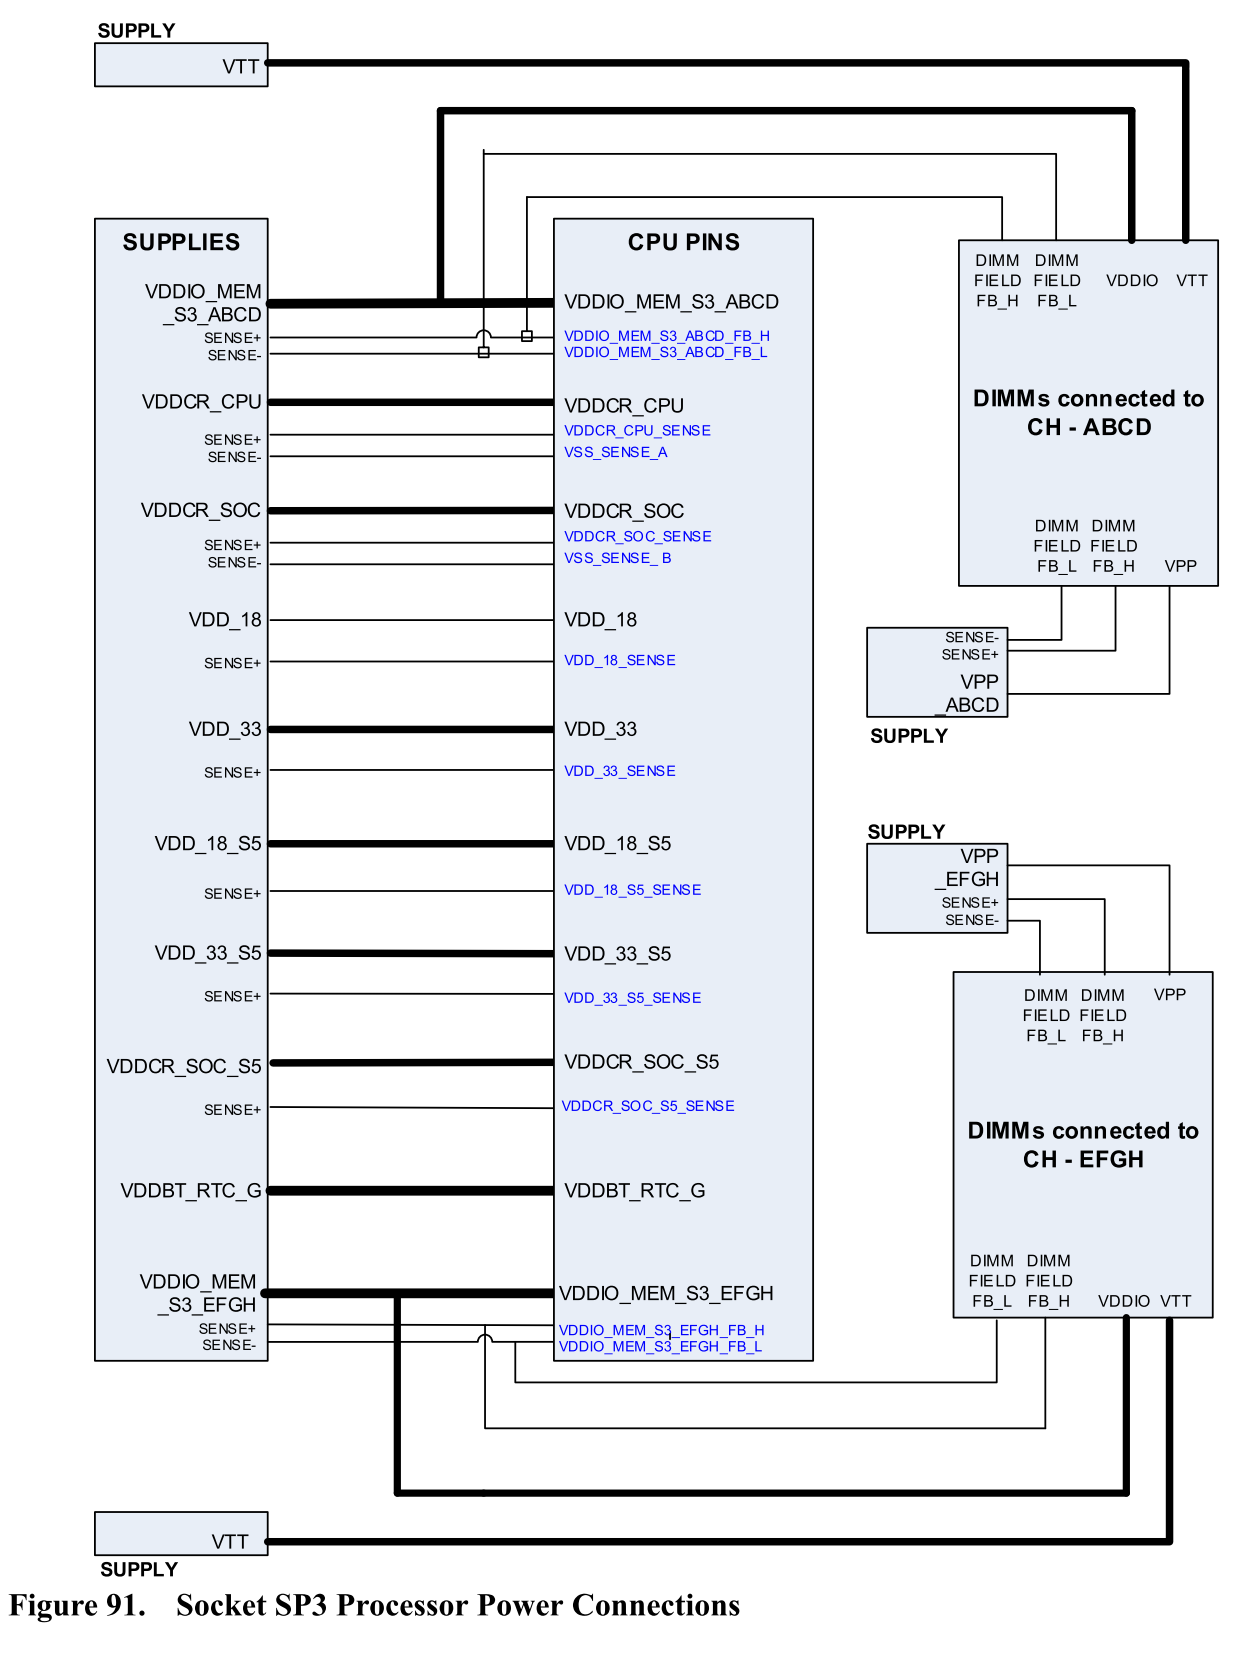 SUPPLY
VTT
SUPPLIES
VDDIO_MEM
_S3_ABCD
SENSE+
SENSE-
VDDCR_CPU
SENSE+
SENSE-
VDDCR_SOC
SENSE+
SENSE-
VDD_18
SENSE+
VDD_33
SENSE+
VDD_18_S5
SENSE+
VDD_33_S5
SENSE+
VDDCR_SOC_S5
SENSE+
VDDBT_RTC_G
VDDIO_MEM
_S3_EFGH
SENSE+
SENSE-
CPU PINS
VDDIO_MEM_S3_ABCD
VDDIO_MEM_S3_ABCD_FB_H
VDDIO_MEM_S3_ABCD_FB_L
VDDCR_CPU
VDDCR_CPU_SENSE
VSS_SENSE_A
VDDCR_SOC
VDDCR_SOC_SENSE
VSS_SENSE_ B
VDD_18
VDD_18_SENSE
VDD_33
VDD_33_SENSE
VDD_18_S5
VDD_18_S5_SENSE
VDD_33_S5
VDD_33_S5_SENSE
VDDCR_SOC_S5
VDDCR_SOC_S5_SENSE
VDDBT_RTC_G
VDDIO_MEM_S3_EFGH
VDDIO_MEM_S3_EFGH_FB_H
VDDIO_MEM_S3_EFGH_FB_L
DIMM
FIELD
FB_H
DIMM
FIELD
FB_L
VDDIO
VTT
DIMMs connected to
CH - ABCD
DIMM
FIELD
FB_L
DIMM
FIELD
FB_H
VPP
SENSE-
SENSE+
VPP
_ABCD
SUPPLY
SUPPLY
VPP
_EFGH
SENSE+
SENSE-
DIMM
FIELD
FB_L
DIMM
FIELD
FB_H
VPP
DIMMs connected to
CH - EFGH
DIMM
FIELD
FB_L
DIMM
FIELD
FB_H
VDDIO
VTT
VTT
SUPPLY
Figure 91. Socket SP3 Processor Power Connections